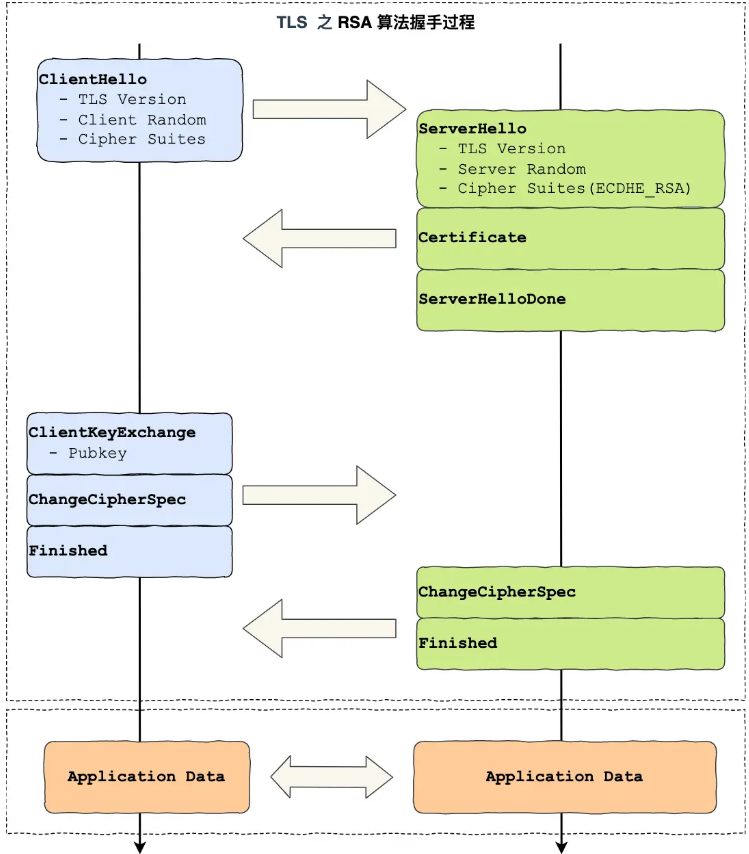 TLS 之 RSA 算法握手过程
ClientHello
- TLS Version
- Client Random
- Cipher Suites
ServerHello
- TLS Version
- Server Random
- Cipher Suites(ECDHE_RSA)
Certificate
ServerHelloDone
ClientKeyExchange
- Pubkey
ChangeCipherSpec
Finished
ChangeCipherSpec
Finished
Application Data
Application Data